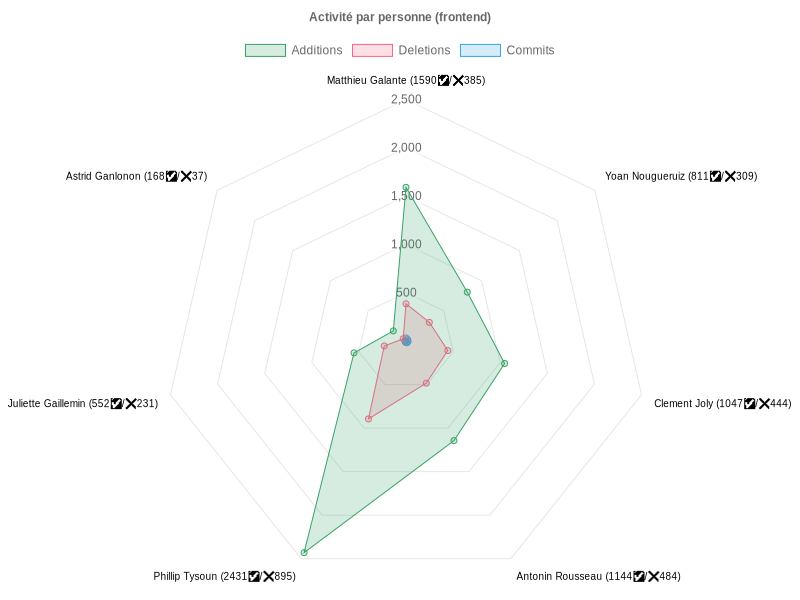 Activité par personne (frontend)
Additions Deletions Commits
Matthieu Galante (1590✅/❌385)
2,500
2,000
Astrid Ganlonon (168✅/❌37)
Yoan Nougueruiz (811✅/❌309)
1,500
1,000
500
Juliette Gaillemin (552✅/❌231)
Clement Joly (1047✅/❌444)
Phillip Tysoun (2431✅/❌895)
Antonin Rousseau (1144✅/❌484)